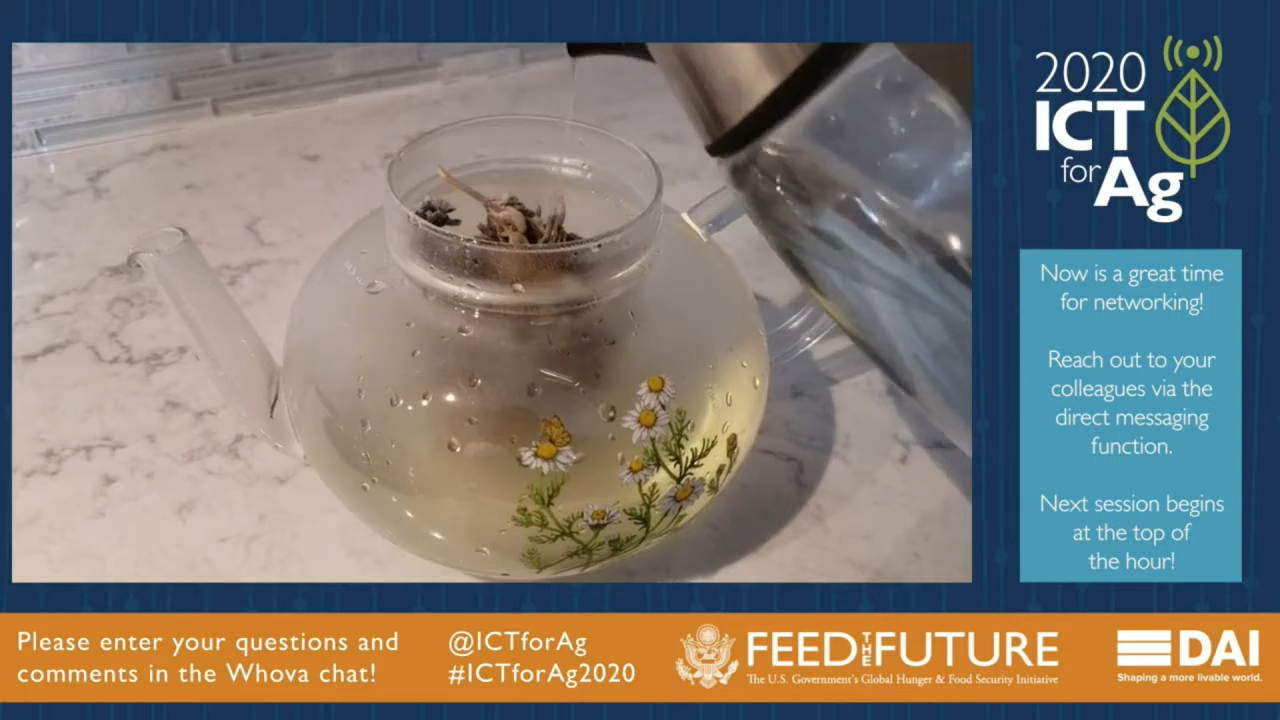 2020
ICT
for Ag
Now is a great time
for networking!
Reach out to your
colleagues via the
direct messaging
function.
Next session begins
at the top of
the hour!
Please enter your questions and
comments in the Whova chat!
@ICTforAg
#ICTforAg2020
FEED THE FUTURE
The U.S. Government's Global Hunger & Food Security Initiative
DAI
Shaping a more livable world.